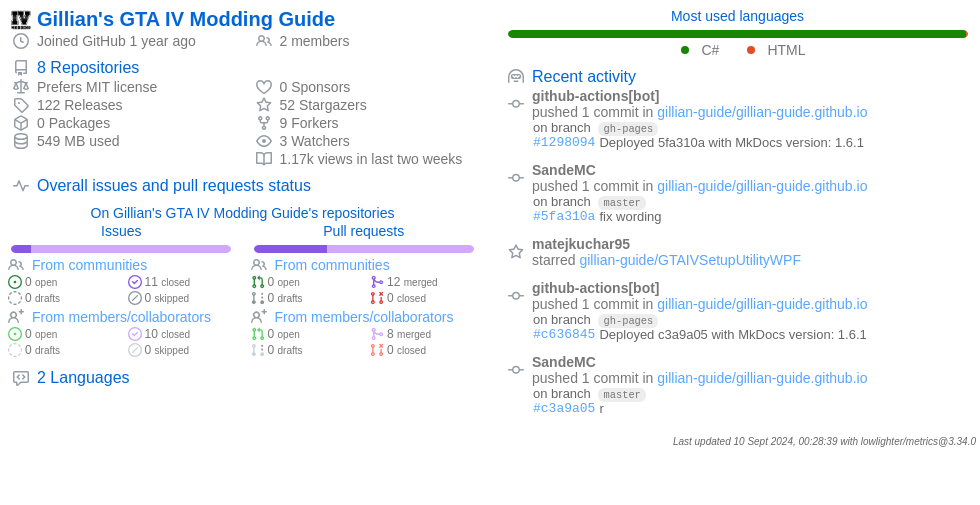 Gillian's GTA IV Modding Guide
Joined GitHub 1 year ago
2 members
8 Repositories
Prefers MIT license
122 Releases
0 Packages
549 MB used
0 Sponsors
52 Stargazers
9 Forkers
3 Watchers
1.17k views in last two weeks
Overall issues and pull requests status
On Gillian's GTA IV Modding Guide's repositories
Issues
From communities
0 open
11 closed
0 drafts
0 skipped
From members/collaborators
0 open
10 closed
0 drafts
0 skipped
Pull requests
From communities
0 open
12 merged
0 drafts
0 closed
From members/collaborators
0 open
8 merged
0 drafts
0 closed
2 Languages
Most used languages
C# HTML
Recent activity
github-actions[bot]
pushed 1 commit in gillian-guide/gillian-guide.github.io
on branch gh-pages
#1298094 Deployed 5fa310a with MkDocs version: 1.6.1
SandeMC
pushed 1 commit in gillian-guide/gillian-guide.github.io
on branch master
#5fa310a fix wording
matejkuchar95
starred gillian-guide/GTAIVSetupUtilityWPF
github-actions[bot]
pushed 1 commit in gillian-guide/gillian-guide.github.io
on branch gh-pages
#c636845 Deployed c3a9a05 with MkDocs version: 1.6.1
SandeMC
pushed 1 commit in gillian-guide/gillian-guide.github.io
on branch master
#c3a9a05 r
Last updated 10 Sept 2024, 00:28:39 with lowlighter/metrics@3.34.0